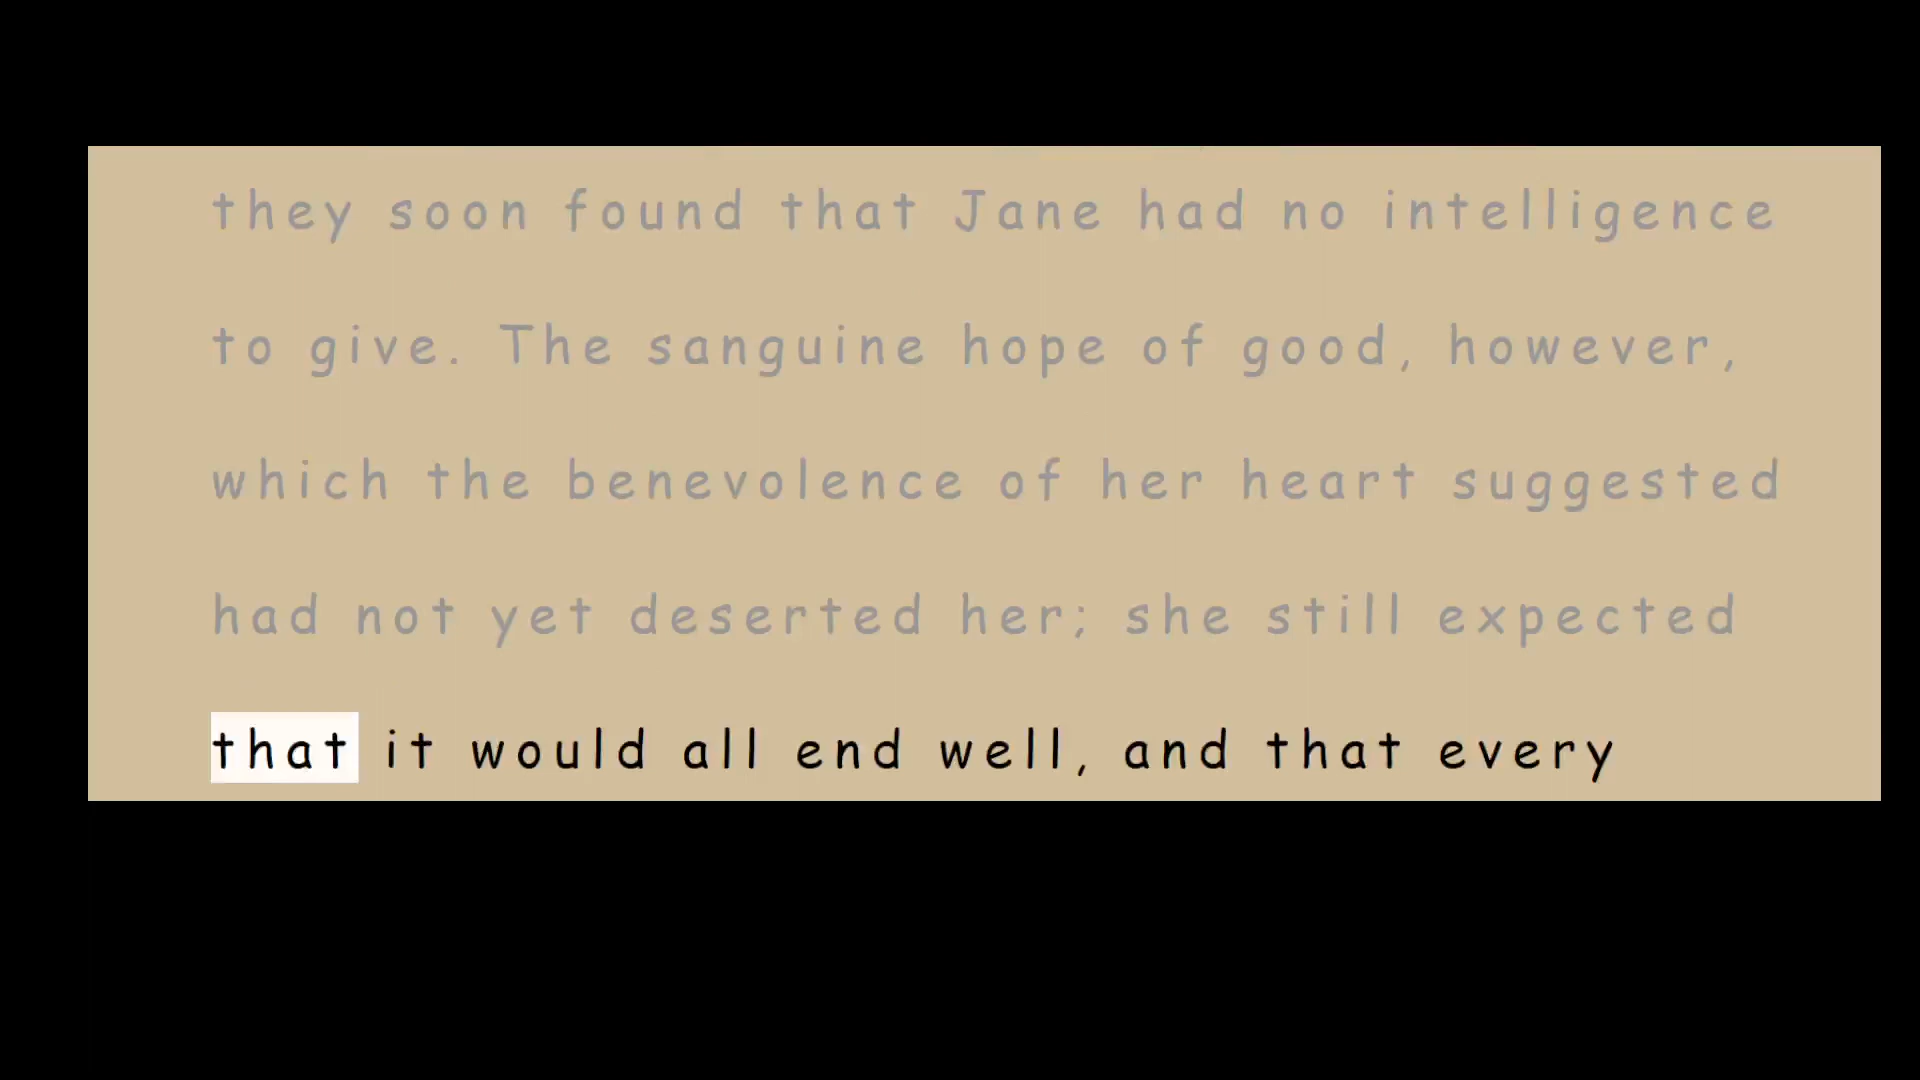 they soon found that Jane had no intelligence
to give. The sanguine hope of good, however,
which the benevolence of her heart suggested
had not yet deserted her; she still expected
that it would all end well, and that every